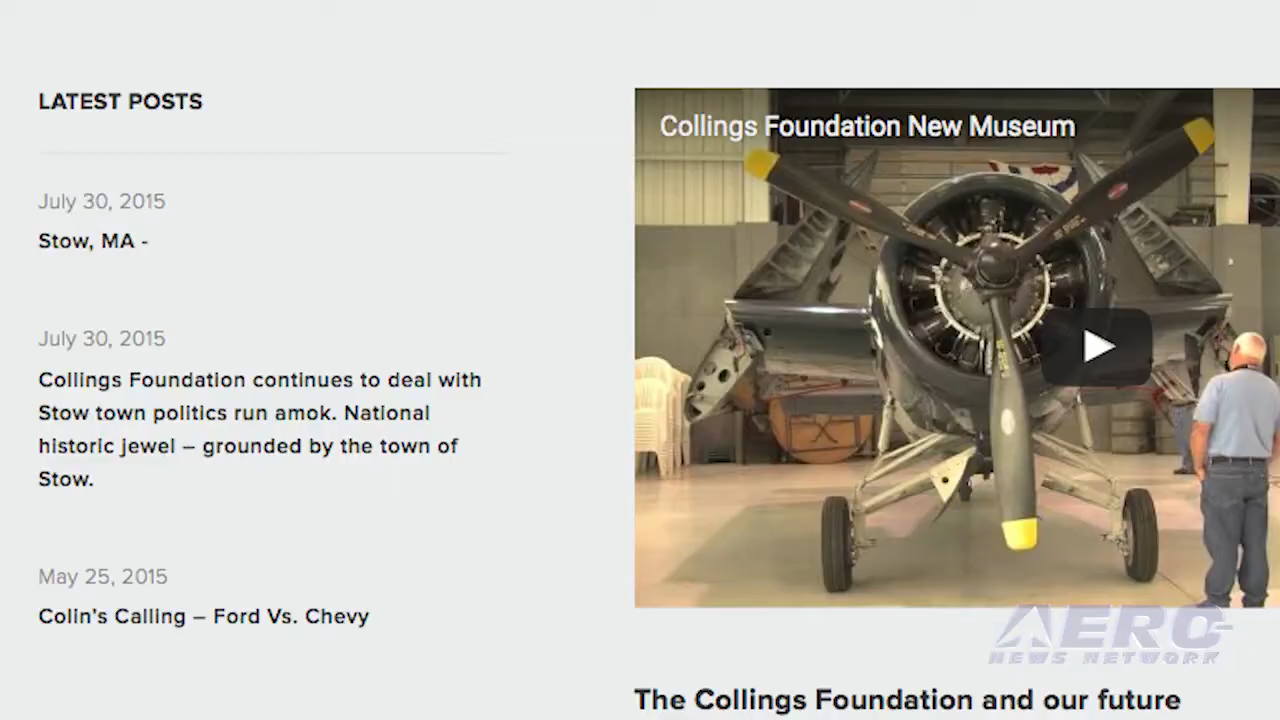 LATEST POSTS
July 30, 2015
Stow, MA -
July 30, 2015
Collings Foundation continues to deal with
Stow town politics run amok. National
historic jewel – grounded by the town of
Stow.
May 25, 2015
Colin's Calling – Ford Vs. Chevy
Collings Foundation New Museum
The Collings Foundation and our future
AERO
NEWS NETWORK